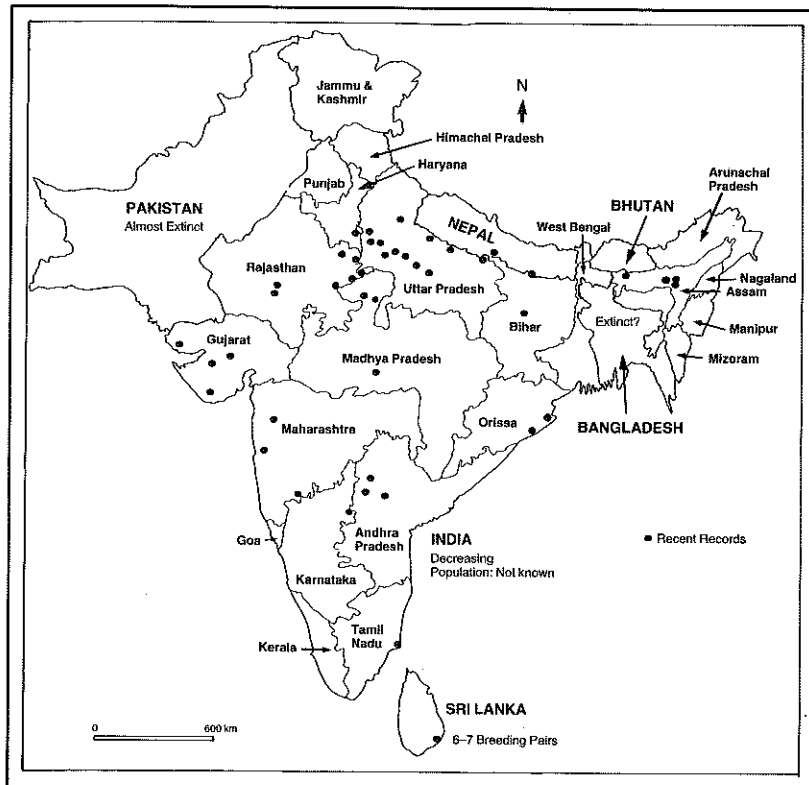 Jammu &
Kashmir
N
Himachel Pradesh
Haryana
Punjab
Arunachal
Pradesh
PAKISTAN
Almost Extinct
NEPAL
West Bengal
BHUTAN
Rajasthan
Uttar Pradesh
Nagaland
Assam
Bihar
Extinct?
Manipur
Gujarat
Madhya Pradesh
Mizoram
Maharashtra
Orissa
BANGLADESH
Goa
Andhra
Pradesh
INDIA
Decreasing
Population: Not known
Recent Records
Karnataka
Tamil
Nadu
Kerala
SRI LANKA
0 600 km
6–7 Breeding Pairs